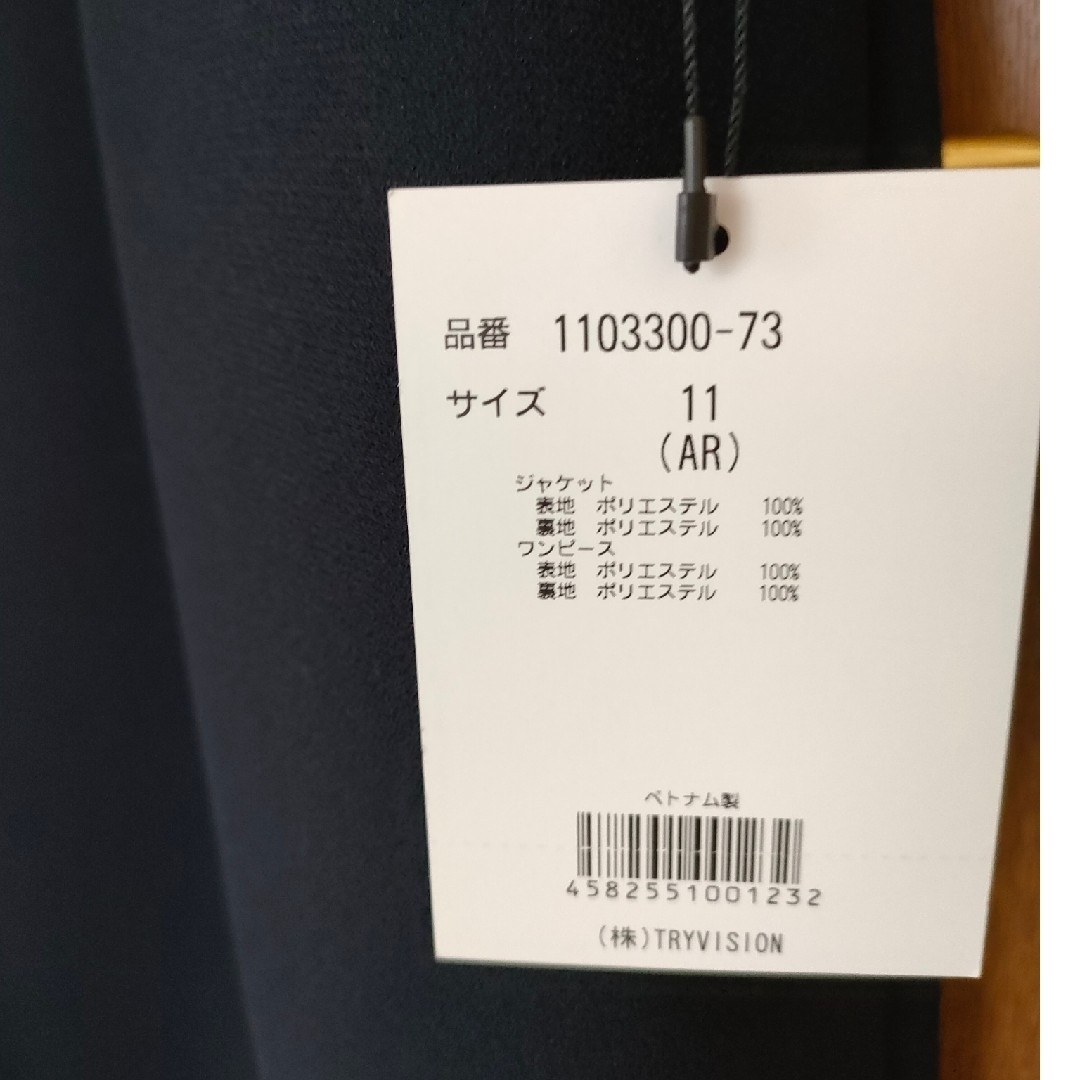 品番 1103300-73
サイズ 11
(AR)
ジャケット
表地 ポリエステル 100%
裏地 ポリエステル 100%
ワンピース
表地 ポリエステル 100%
裏地 ポリエステル 100%
ベトナム製
4582551001232
(株)TRYVISION